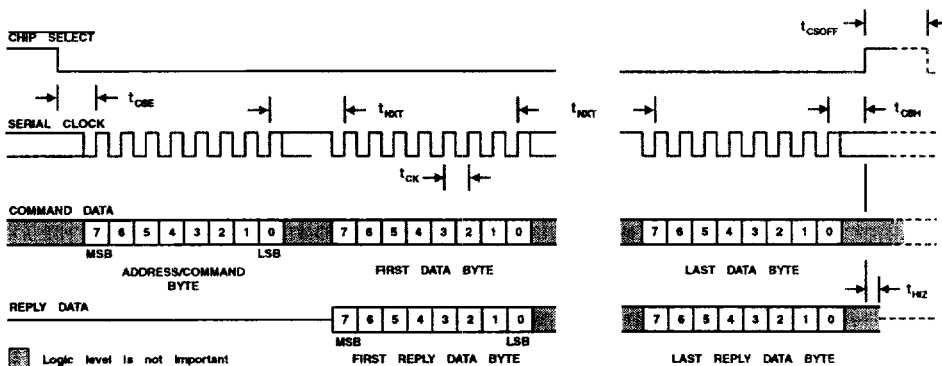 CHIP SELECT
tCSOFF
tCSE
tNXT
tNXT
tCSH
SERIAL CLOCK
tCK
COMMAND DATA
7 6 5 4 3 2 1 0 7 6 5 4 3 2 1 0 7 6 5 4 3 2 1 0
MSB LSB
ADDRESS/COMMAND BYTE
FIRST DATA BYTE
LAST DATA BYTE
tHIZ
REPLY DATA
7 6 5 4 3 2 1 0 7 6 5 4 3 2 1 0
MSB LSB
FIRST REPLY DATA BYTE
LAST REPLY DATA BYTE
Logic level is not important